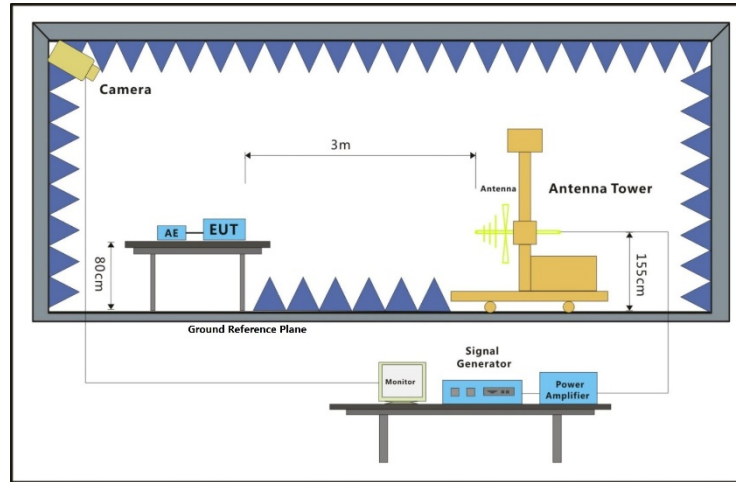 Camera
3m
Antenna
Antenna Tower
AE
EUT
80cm
155cm
Ground Reference Plane
Signal
Generator
Monitor
Power
Amplifier